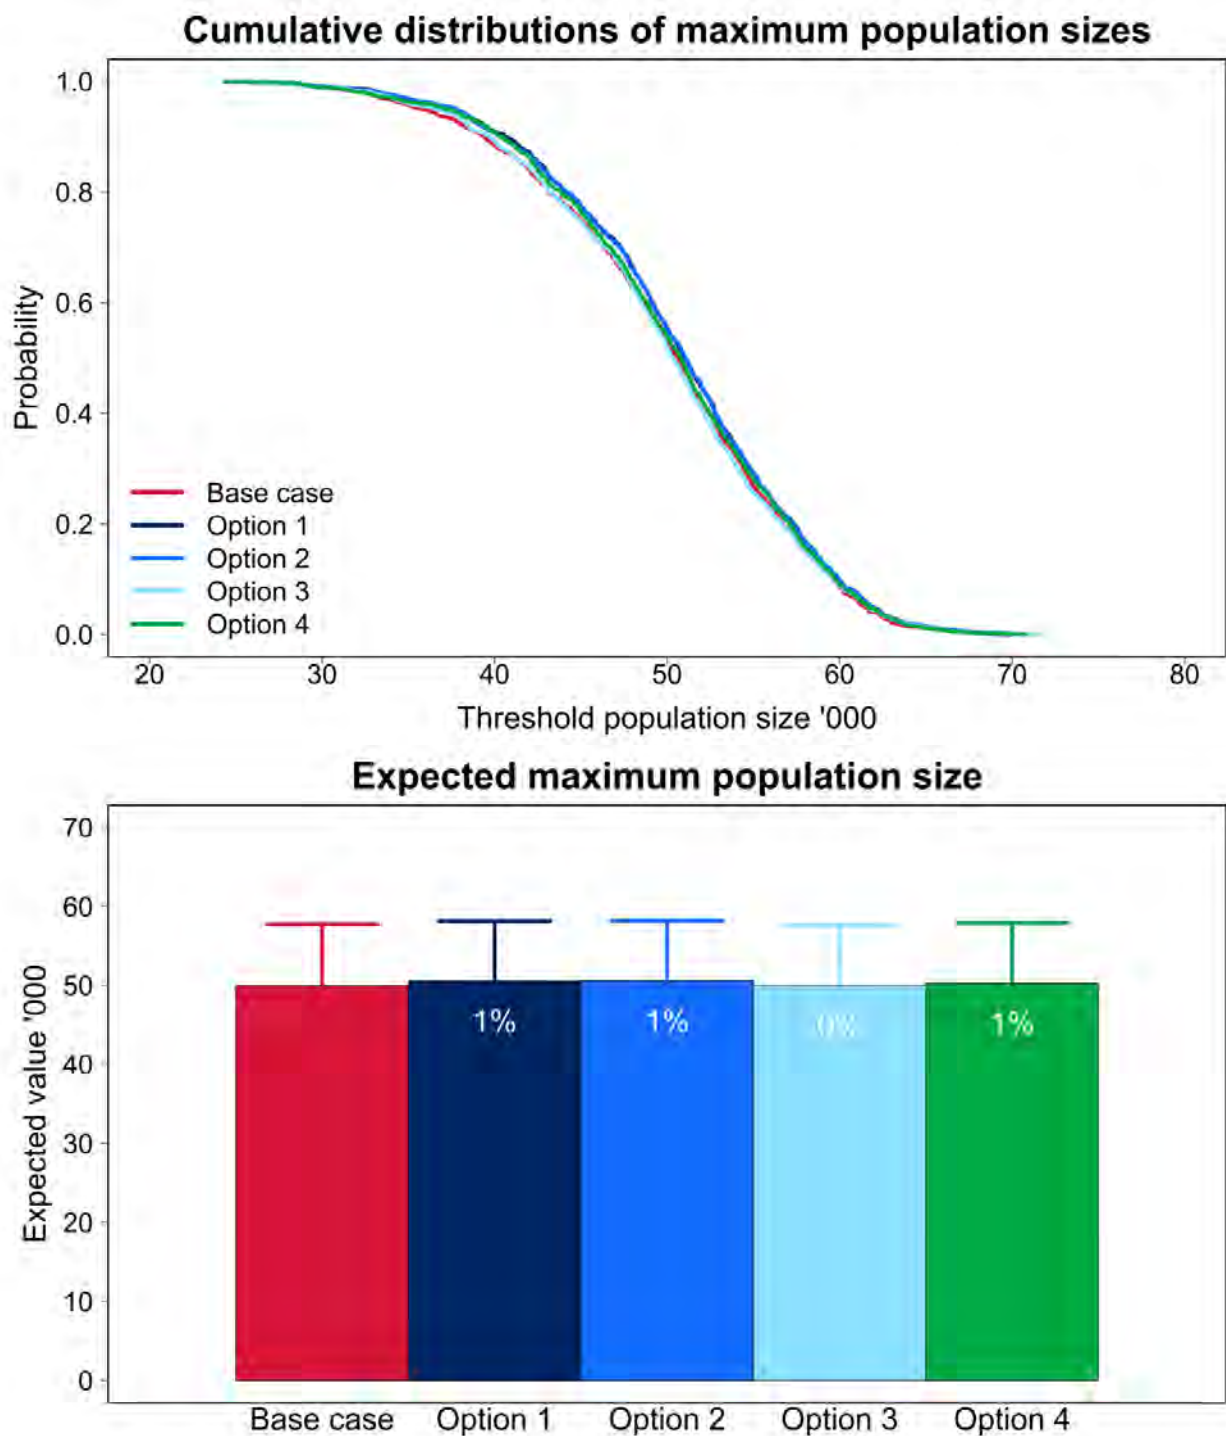 Cumulative distributions of maximum population sizes
Probability
1.0
0.8
0.6
0.4
0.2
0.0
Base case
Option 1
Option 2
Option 3
Option 4
20 30 40 50 60 70 80
Threshold population size '000
Expected maximum population size
Expected value '000
70
60
50
40
30
20
10
0
1% 1% 0% 1%
Base case Option 1 Option 2 Option 3 Option 4